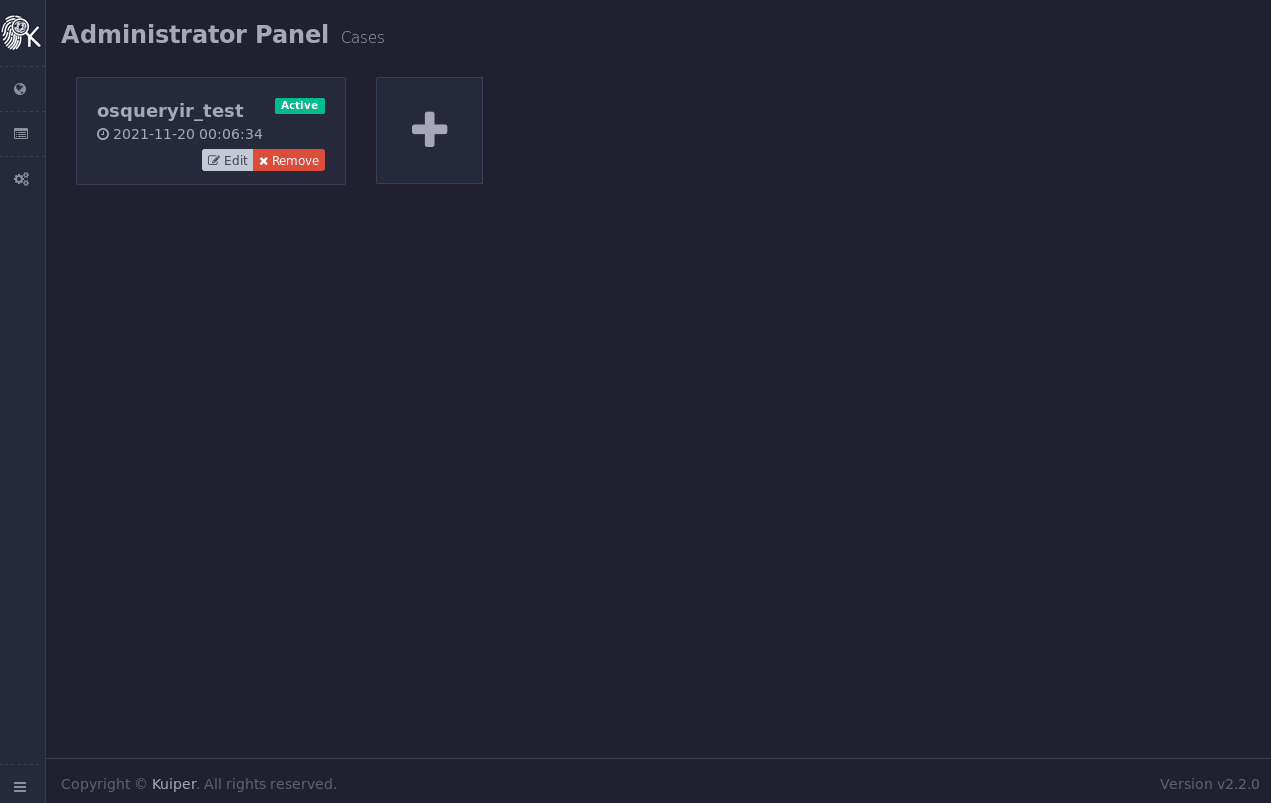 Administrator Panel Cases
osqueryir_test Active
2021-11-20 00:06:34
Edit Remove
Copyright © Kuiper. All rights reserved. Version v2.2.0